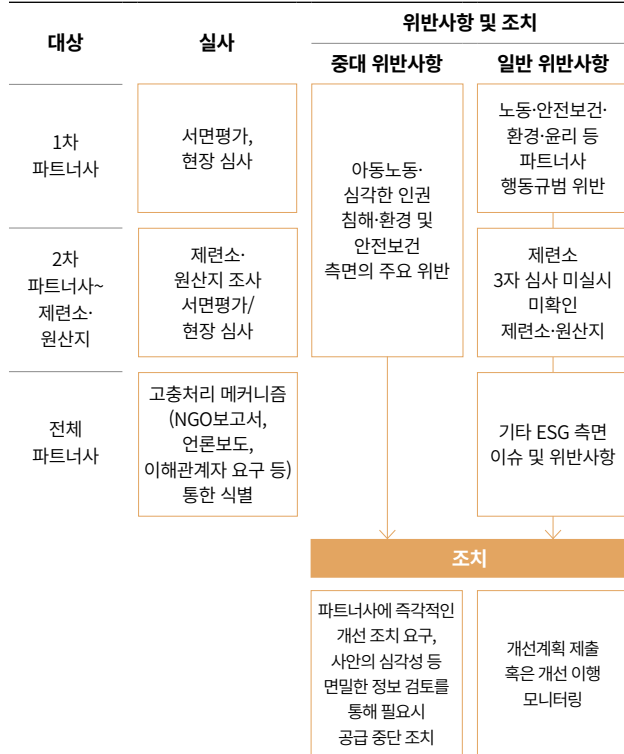 대상
실사
위반사항 및 조치
중대 위반사항
일반 위반사항
1차
파트너사
서면평가,
현장 심사
아동노동·
심각한 인권
침해·환경 및
안전보건
측면의 주요 위반
노동·안전보건·
환경·윤리 등
파트너사
행동규범 위반
2차
파트너사~
제련소·
원산지
제련소·
원산지 조사
서면평가/
현장 심사
제련소
3자 심사 미실시
미확인
제련소·원산지
전체
파트너사
고충처리 메커니즘
(NGO보고서,
언론보도,
이해관계자 요구 등)
통한 식별
기타 ESG 측면
이슈 및 위반사항
조치
파트너사에 즉각적인
개선 조치 요구,
사안의 심각성 등
면밀한 정보 검토를
통해 필요시
공급 중단 조치
개선계획 제출
혹은 개선 이행
모니터링